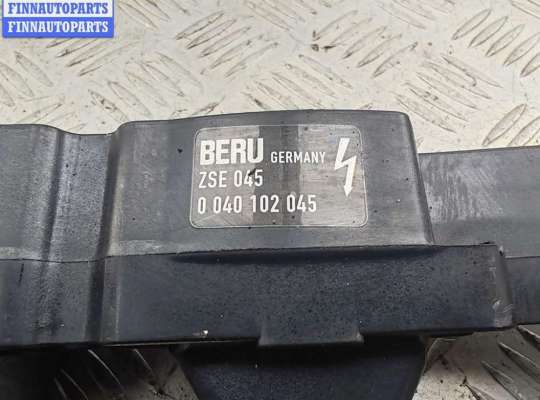 FINNAUTOPARTS
FINNAUTOPARTS
BERU GERMANY
ZSE 045
0 040 102 045